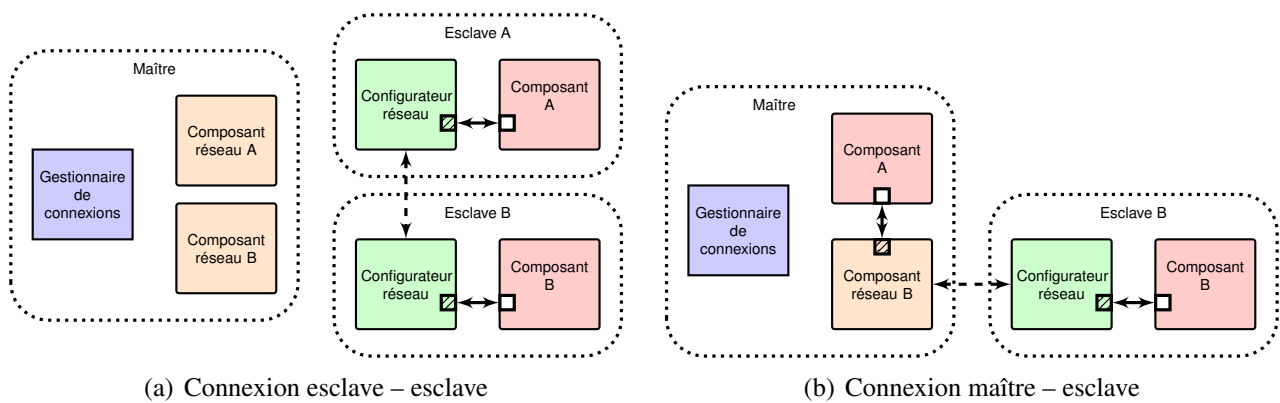 Maître
Gestionnaire
de
connexions
Composant
réseau A
Composant
réseau B
Esclave A
Configurateur
réseau
Composant
A
Esclave B
Configurateur
réseau
Composant
B
(a) Connexion esclave – esclave
Maître
Gestionnaire
de
connexions
Composant
A
Composant
réseau B
Esclave B
Configurateur
réseau
Composant
B
(b) Connexion maître – esclave